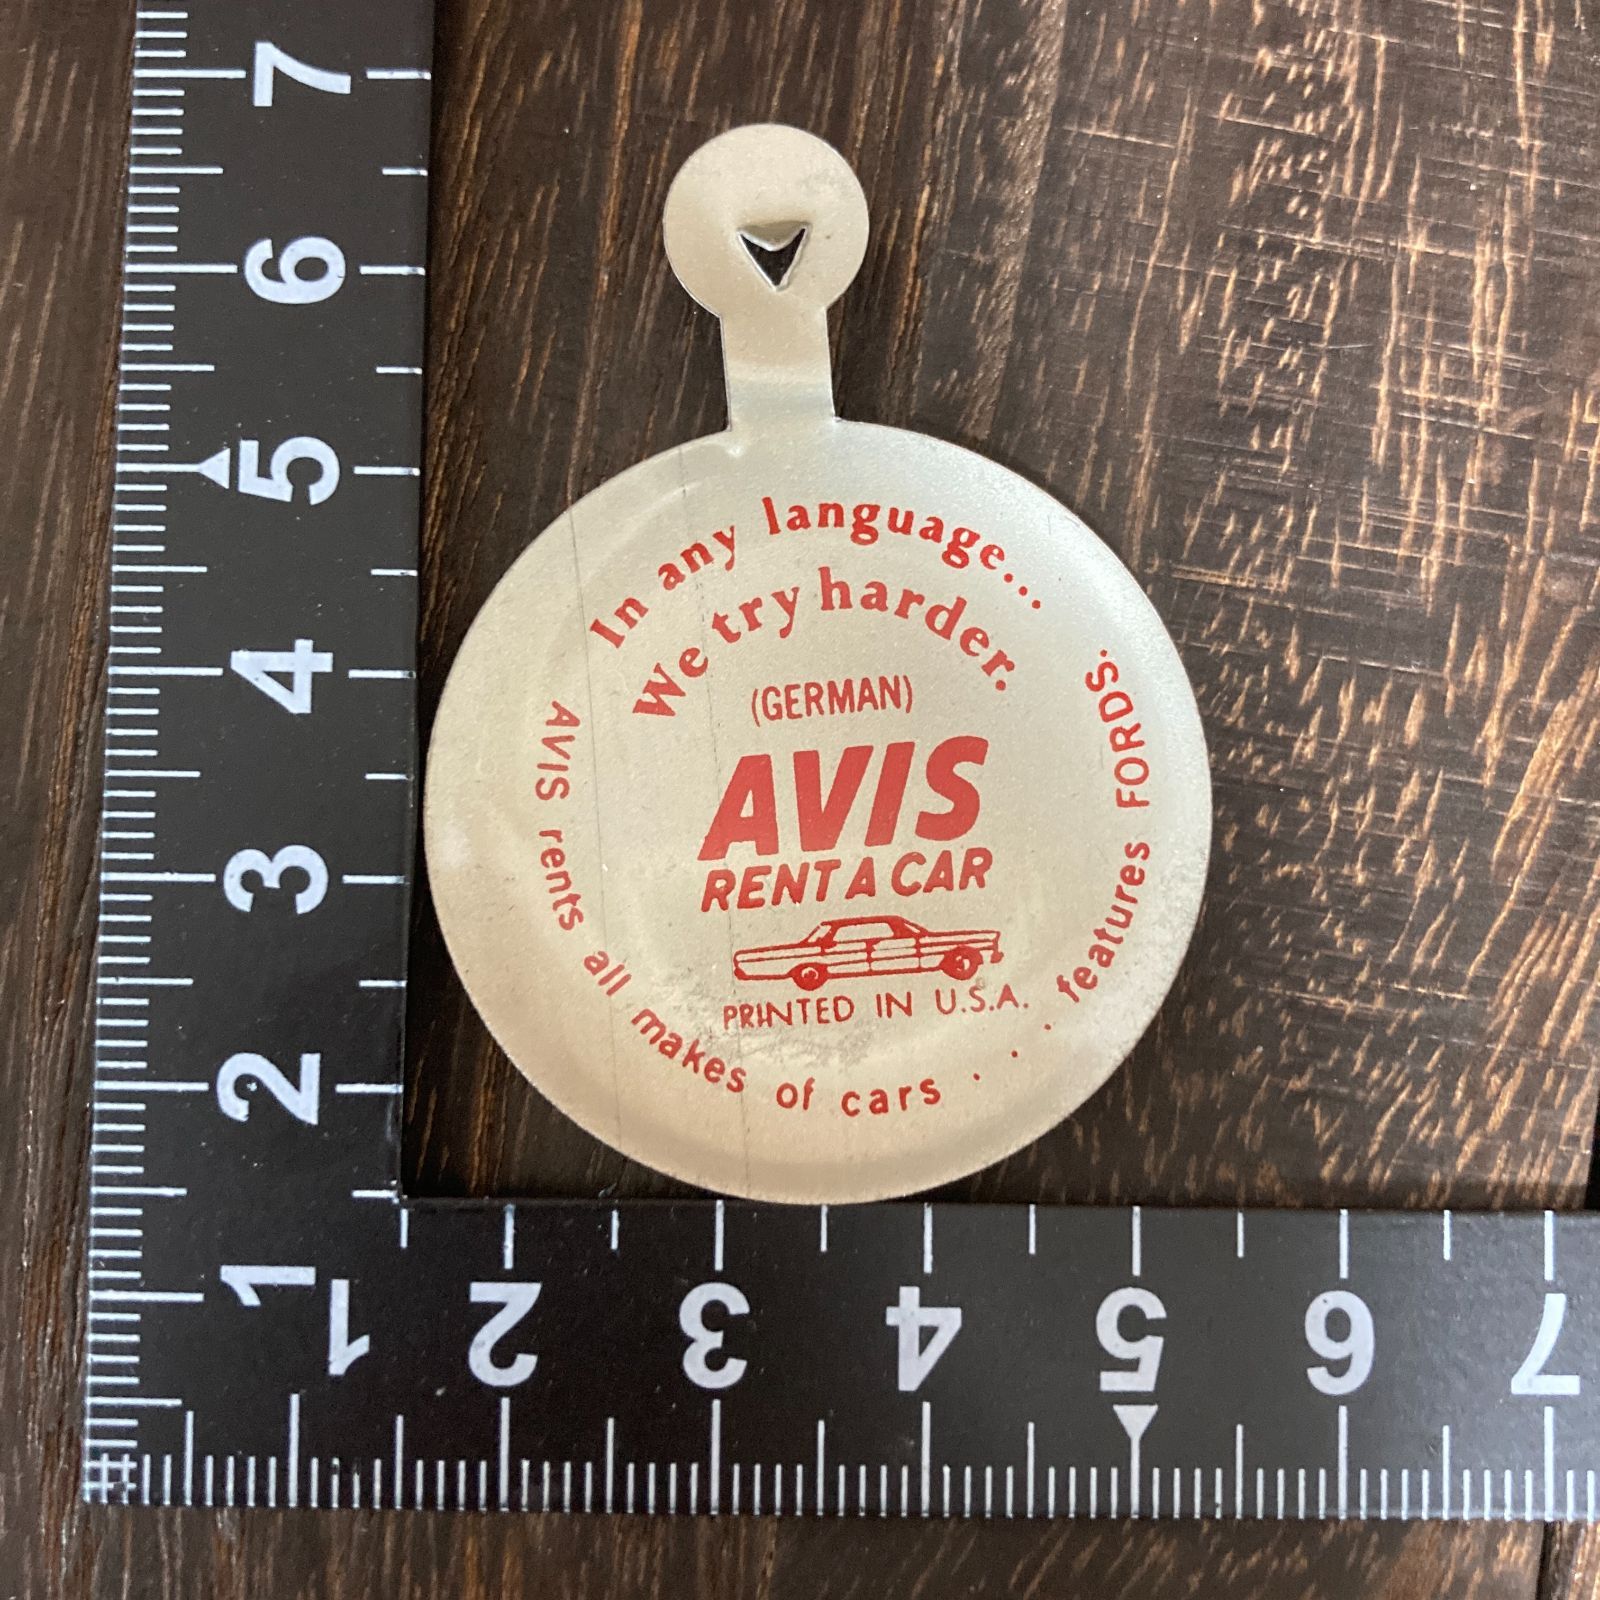 In any language...
We try harder.
(GERMAN)
AVIS
RENT A CAR
PRINTED IN U.S.A.
AVIS rents all makes of cars . . . features FORDS.
7
6
5
4
3
2
1
1 2 3 4 5 6 7